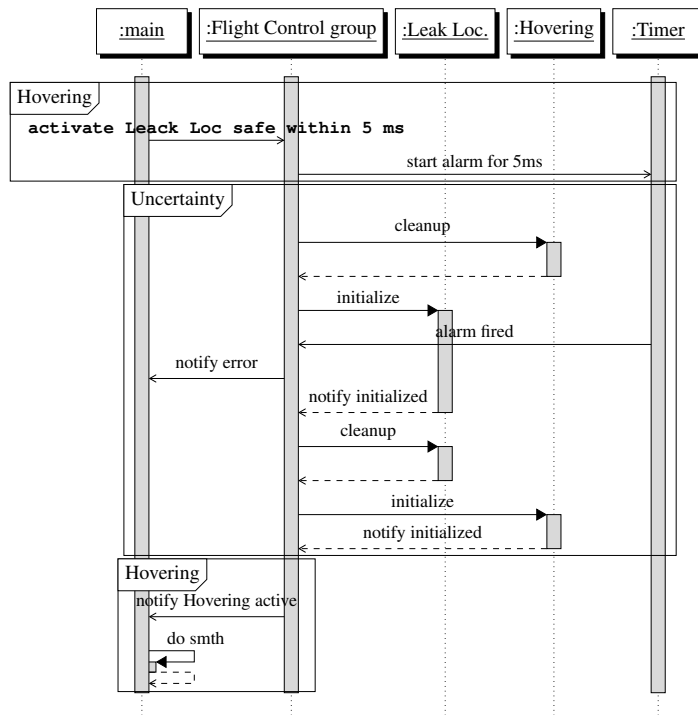 :main
:Flight Control group
:Leak Loc.
:Hovering
:Timer
Hovering
activate Leack Loc safe within 5 ms
start alarm for 5ms
Uncertainty
cleanup
initialize
alarm fired
notify error
notify initialized
cleanup
initialize
notify initialized
Hovering
notify Hovering active
do smth